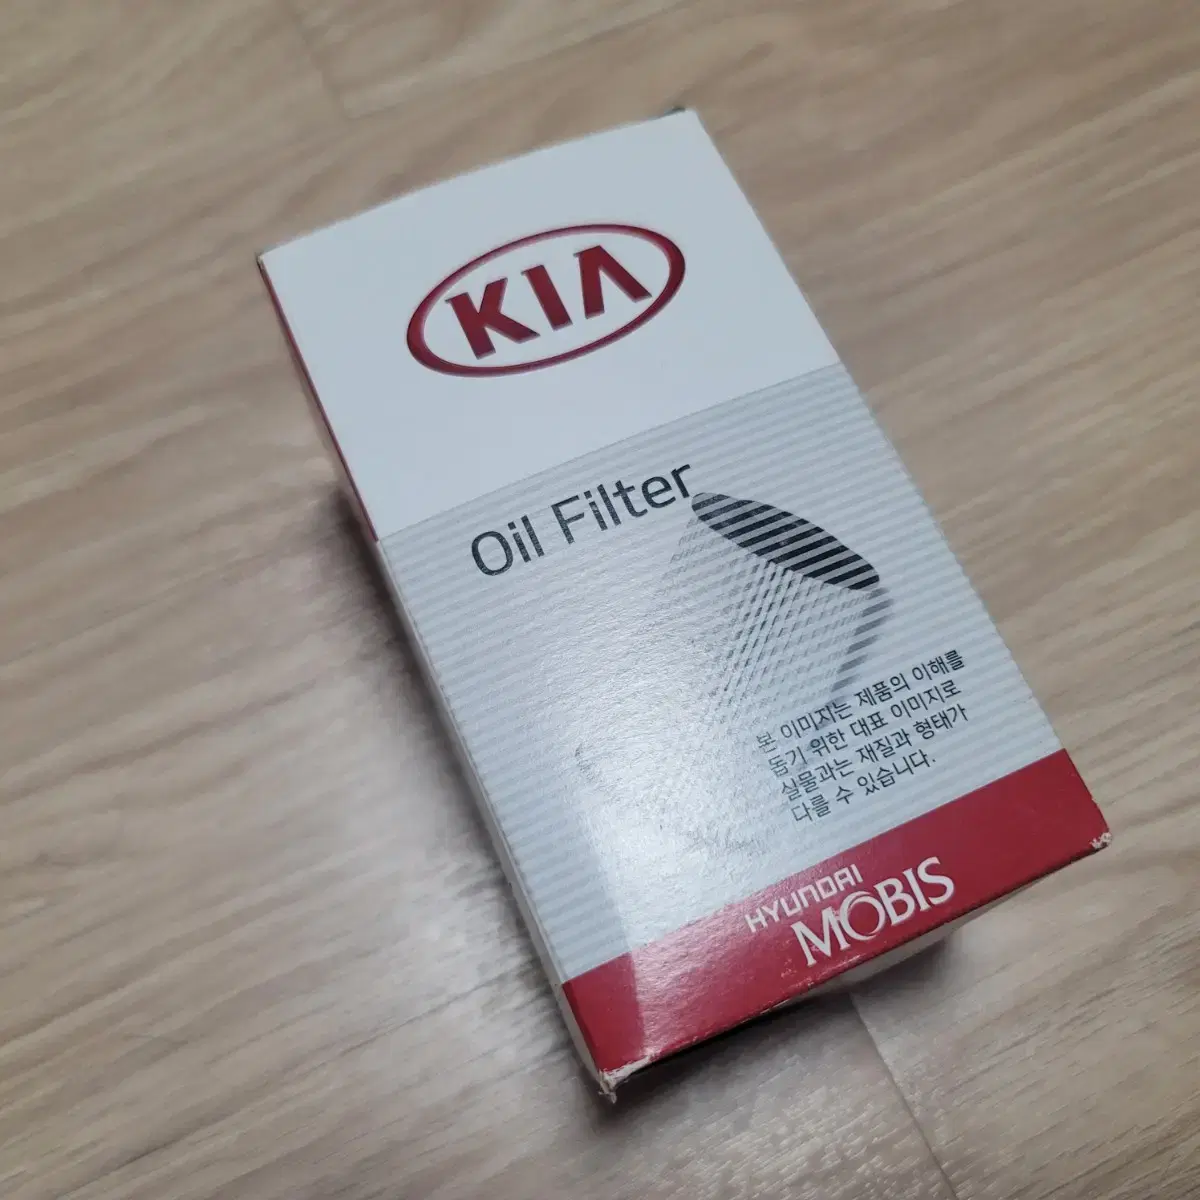 KIA
Oil Filter
본 이미지는 제품의 이해를
돕기 위한 대표 이미지로
실물과는 재질과 형태가
다를 수 있습니다.
HYUNDAI
MOBIS